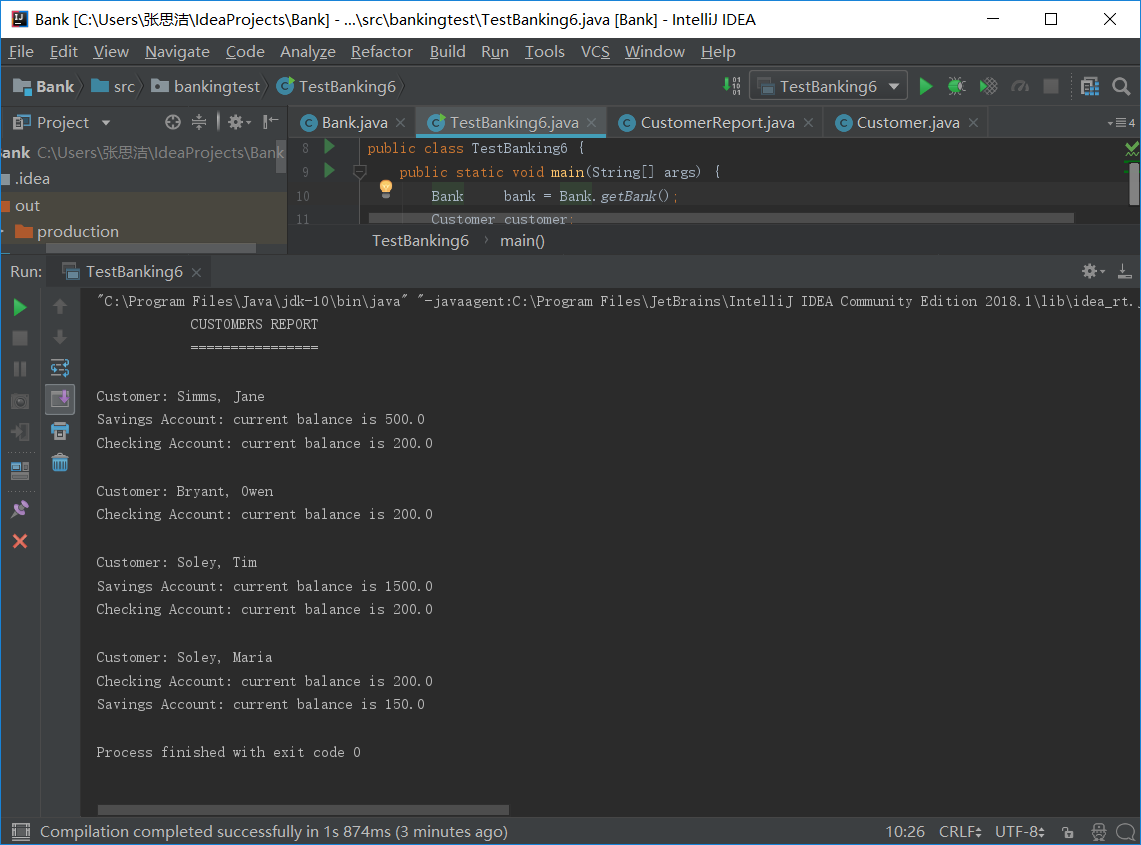 Bank [C:\Users\张思洁\IdeaProjects\Bank] - ...\src\bankingtest\TestBanking6.java [Bank] - IntelliJ IDEA
File Edit View Navigate Code Analyze Refactor Build Run Tools VCS Window Help
Bank src bankingtest TestBanking6 TestBanking6
Project Bank.java TestBanking6.java CustomerReport.java Customer.java 4
ank C:\Users\张思洁\IdeaProjects\Bank
.idea
out
production
8 public class TestBanking6 {
9 public static void main(String[] args) {
10 Bank bank = Bank.getBank();
11 Customer customer;
TestBanking6 main()
Run: TestBanking6
"C:\Program Files\Java\jdk-10\bin\java" "-javaagent:C:\Program Files\JetBrains\IntelliJ IDEA Community Edition 2018.1\lib\idea_rt.
CUSTOMERS REPORT
================
Customer: Simms, Jane
Savings Account: current balance is 500.0
Checking Account: current balance is 200.0
Customer: Bryant, Owen
Checking Account: current balance is 200.0
Customer: Soley, Tim
Savings Account: current balance is 1500.0
Checking Account: current balance is 200.0
Customer: Soley, Maria
Checking Account: current balance is 200.0
Savings Account: current balance is 150.0
Process finished with exit code 0
Compilation completed successfully in 1s 874ms (3 minutes ago) 10:26 CRLF UTF-8